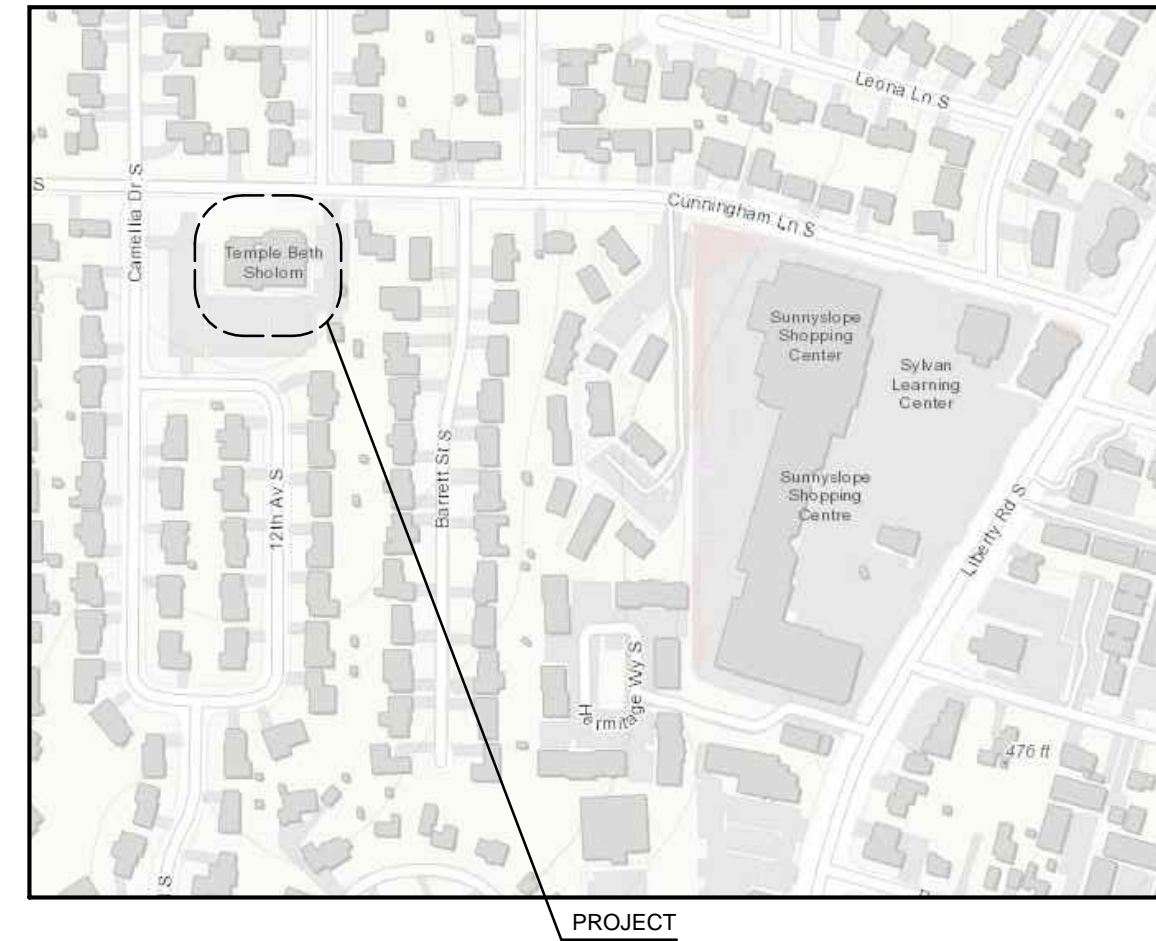 Leona Ln S
S
Camellia Dr S
Cunningham Ln S
Temple Beth
Sholom
Sunnyslope
Shopping
Center
Sylvan
Learning
Center
Barrett St S
12th Av S
Sunnyslope
Shopping
Centre
Liberty Rd S
Hermitage Wy S
476 ft
S
PROJECT